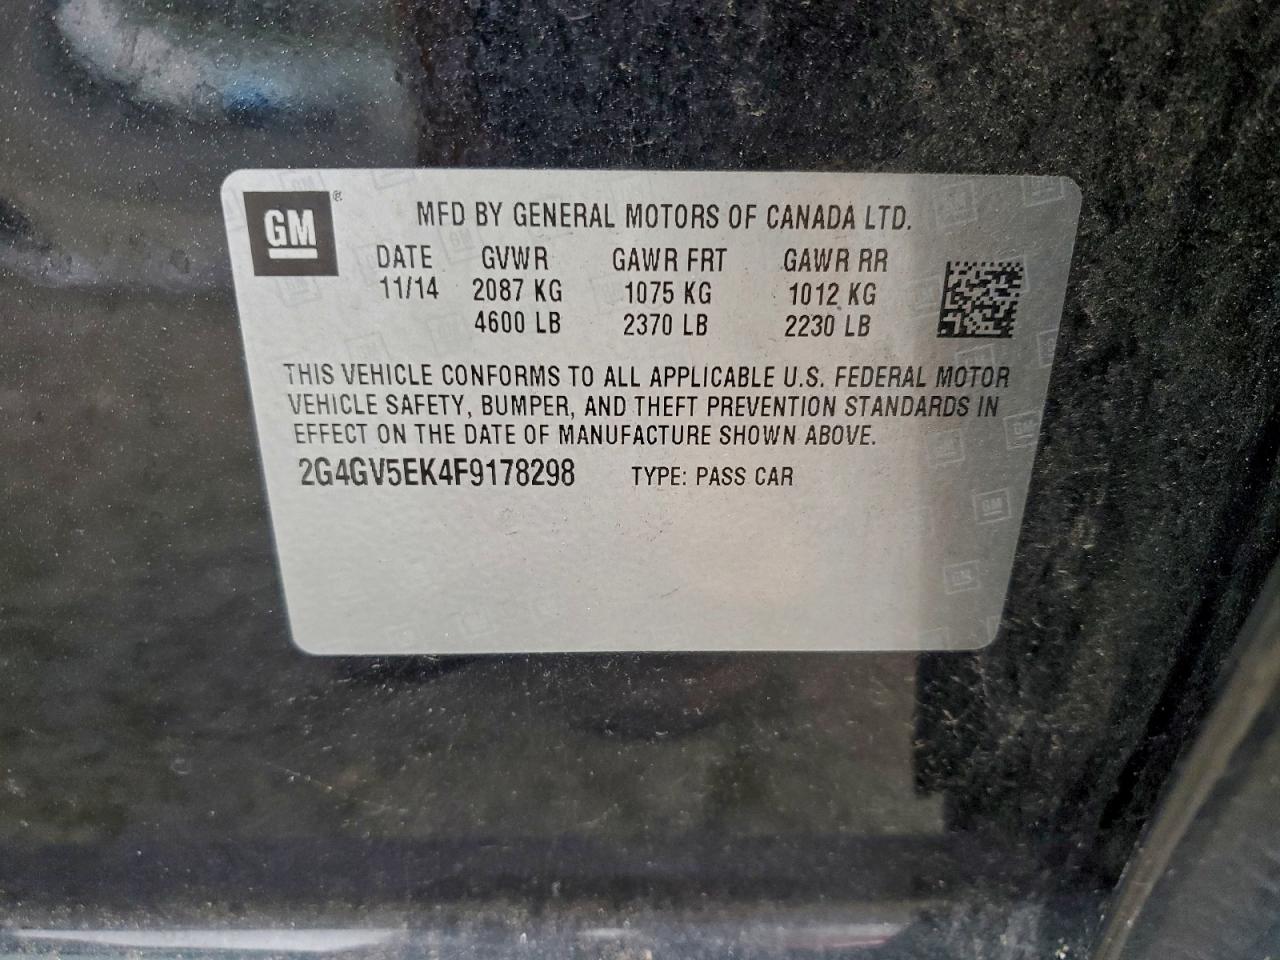 GM ®
MFD BY GENERAL MOTORS OF CANADA LTD.
DATE GVWR GAWR FRT GAWR RR
11/14 2087 KG 1075 KG 1012 KG
4600 LB 2370 LB 2230 LB
THIS VEHICLE CONFORMS TO ALL APPLICABLE U.S. FEDERAL MOTOR
VEHICLE SAFETY, BUMPER, AND THEFT PREVENTION STANDARDS IN
EFFECT ON THE DATE OF MANUFACTURE SHOWN ABOVE.
2G4GV5EK4F9178298 TYPE: PASS CAR